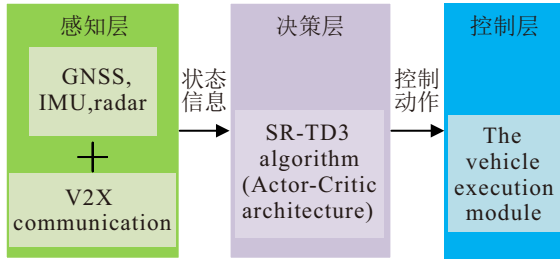 感知层
GNSS,
IMU,radar
V2X
communication
状态
信息
决策层
SR-TD3
algorithm
(Actor-Critic
architecture)
控制
动作
控制层
The
vehicle
execution
module